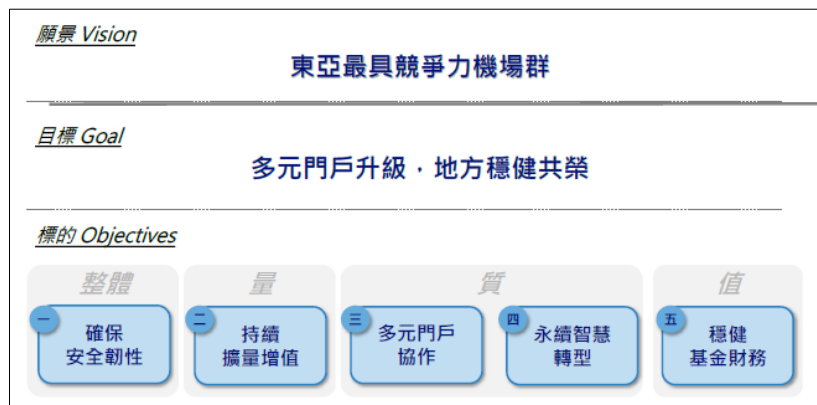 願景 Vision
東亞最具競爭力機場群
目標 Goal
多元門戶升級，地方穩健共榮
標的 Objectives
整體
量
質
值
一
確保
安全韌性
二
持續
擴量增值
三
多元門戶
協作
四
永續智慧
轉型
五
穩健
基金財務